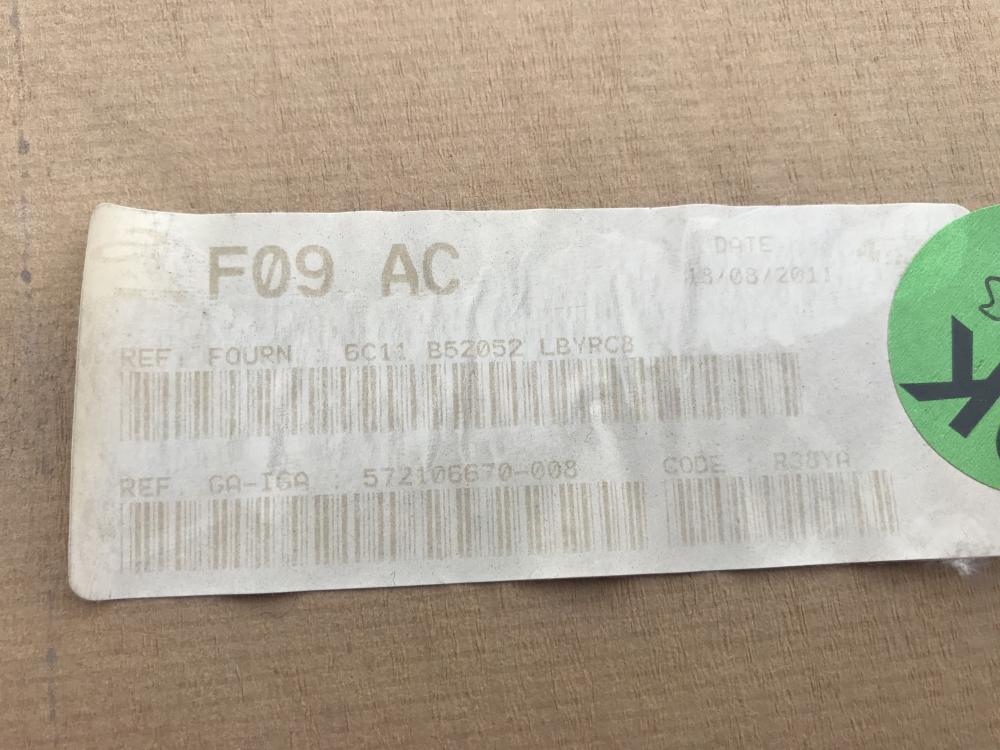 F09 AC
DATE
18/08/2011
REF FOURN : 6C11 B52052 LBYRCB
REF GA-IGA : 572106670-008
CODE R38YA